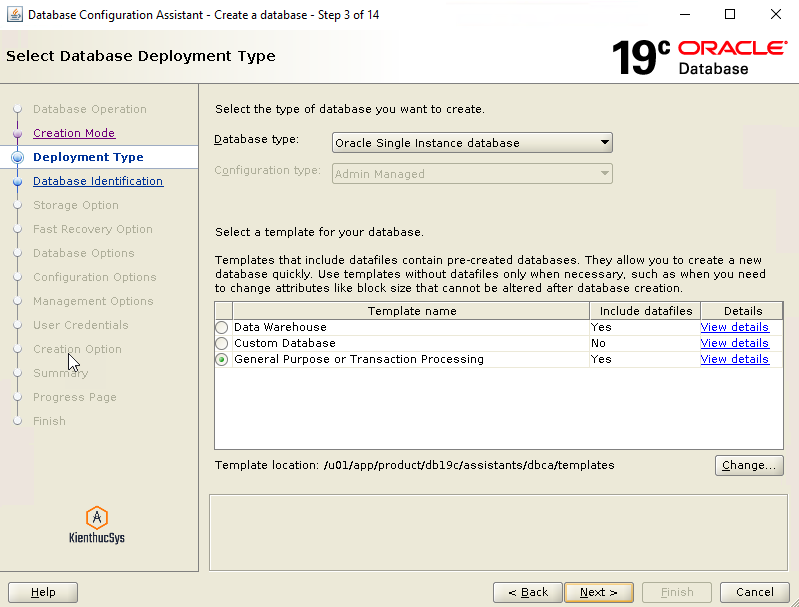 Database Configuration Assistant - Create a database - Step 3 of 14
Select Database Deployment Type
19c ORACLE
Database
Database Operation
Creation Mode
Deployment Type
Database Identification
Storage Option
Fast Recovery Option
Database Options
Configuration Options
Management Options
User Credentials
Creation Option
Summary
Progress Page
Finish
KienthucSys
Select the type of database you want to create.
Database type: Oracle Single Instance database
Configuration type: Admin Managed
Select a template for your database.
Templates that include datafiles contain pre-created databases. They allow you to create a new
database quickly. Use templates without datafiles only when necessary, such as when you need
to change attributes like block size that cannot be altered after database creation.
Template name Include datafiles Details
Data Warehouse Yes View details
Custom Database No View details
General Purpose or Transaction Processing Yes View details
Template location: /u01/app/product/db19c/assistants/dbca/templates Change...
Help < Back Next > Finish Cancel